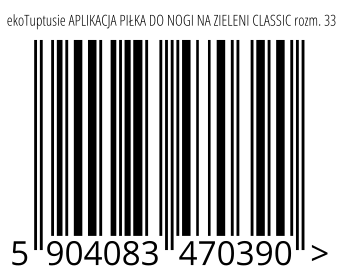 ekoTuptusie APLIKACJA PIŁKA DO NOGI NA ZIELENI CLASSIC rozm. 33
5 904083 470390 >